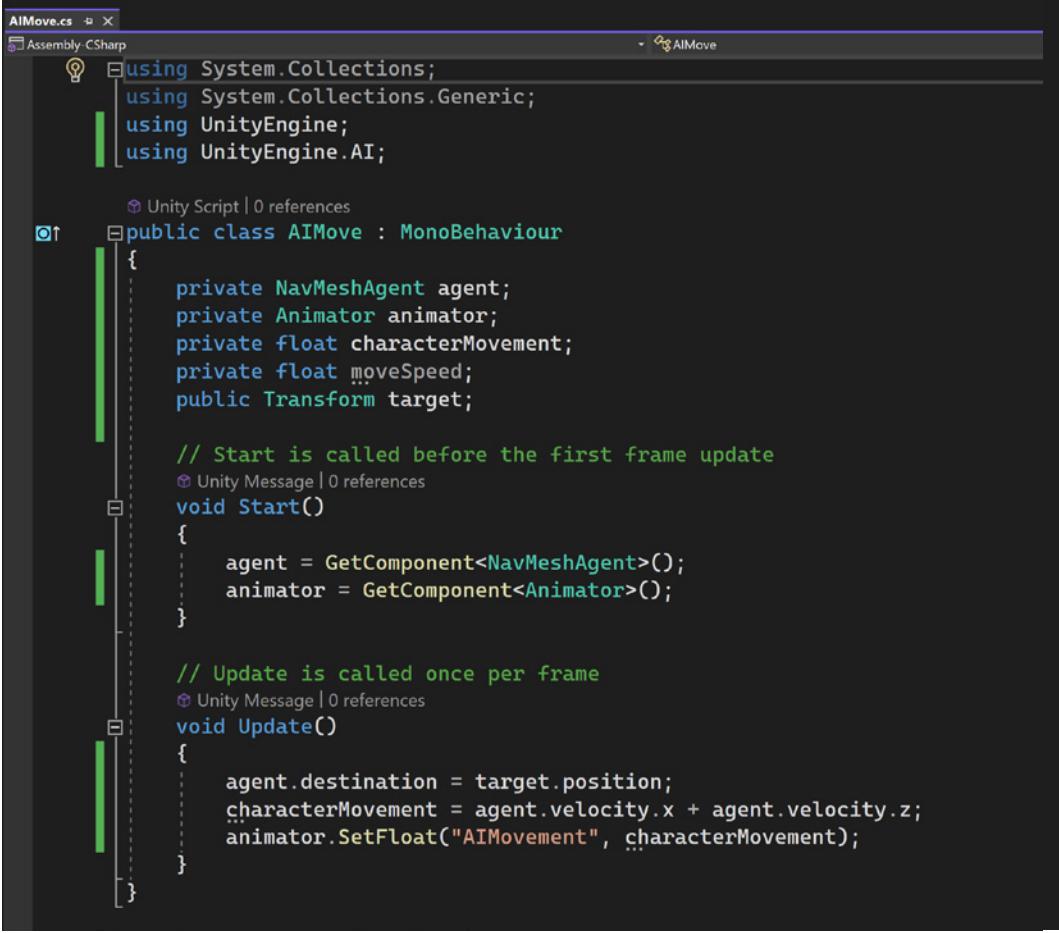 AIMove.cs
Assembly-CSharp AIMove
using System.Collections;
using System.Collections.Generic;
using UnityEngine;
using UnityEngine.AI;
Unity Script | 0 references
public class AIMove : MonoBehaviour
{
private NavMeshAgent agent;
private Animator animator;
private float characterMovement;
private float moveSpeed;
public Transform target;
// Start is called before the first frame update
Unity Message | 0 references
void Start()
{
agent = GetComponent<NavMeshAgent>();
animator = GetComponent<Animator>();
}
// Update is called once per frame
Unity Message | 0 references
void Update()
{
agent.destination = target.position;
characterMovement = agent.velocity.x + agent.velocity.z;
animator.SetFloat("AIMovement", characterMovement);
}
}